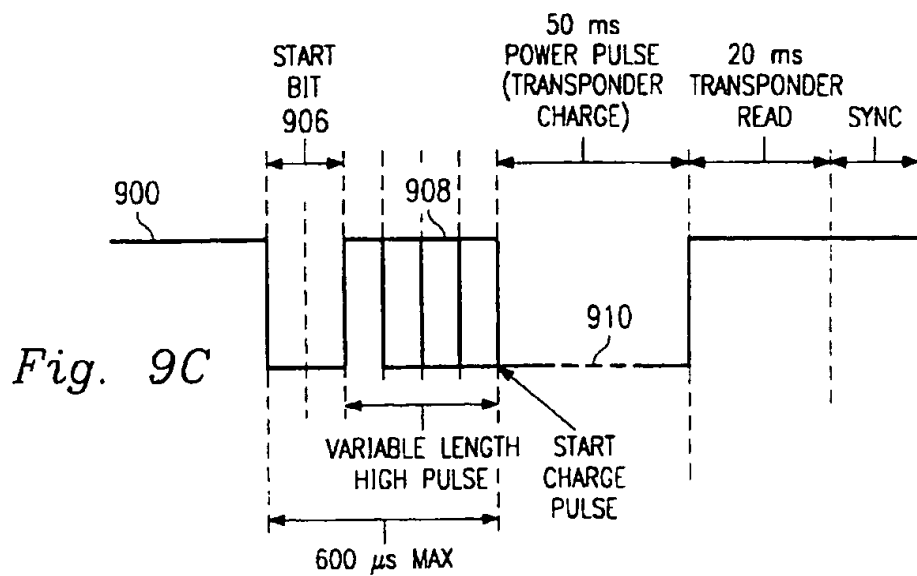 START
BIT
906
50 ms
POWER PULSE
(TRANSPONDER
CHARGE)
20 ms
TRANSPONDER
READ
SYNC
900
908
910
Fig. 9C
VARIABLE LENGTH
HIGH PULSE
START
CHARGE
PULSE
600 μs MAX